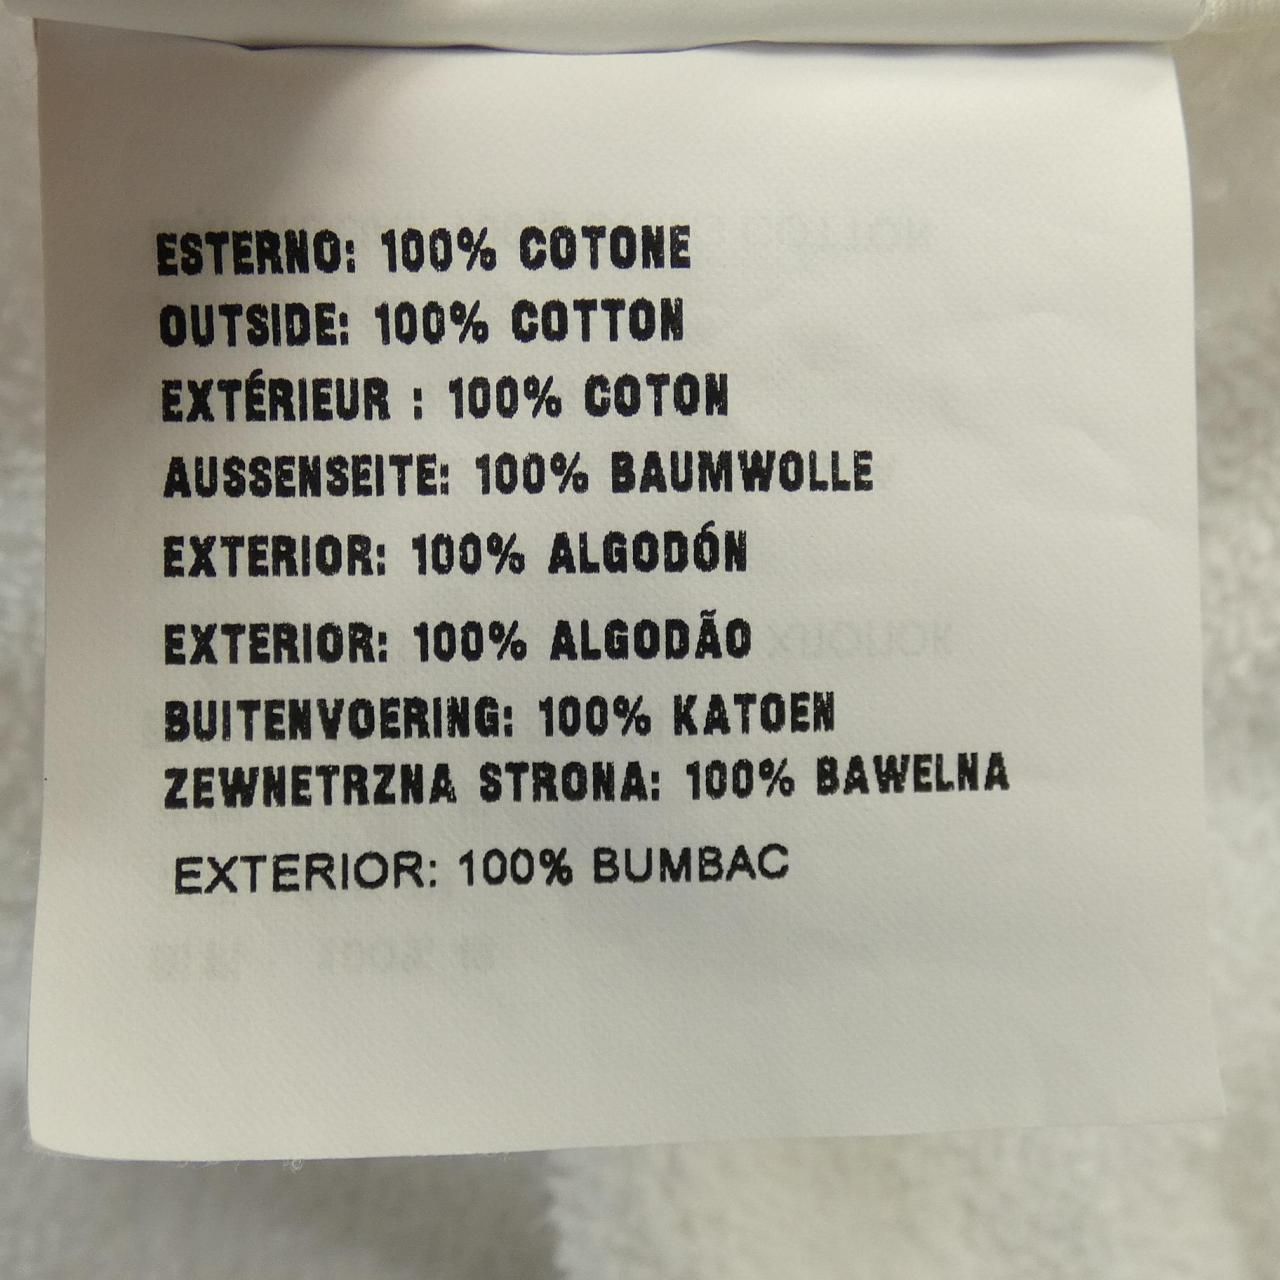 ESTERNO: 100% COTONE
OUTSIDE: 100% COTTON
EXTÉRIEUR : 100% COTON
AUSSENSEITE: 100% BAUMWOLLE
EXTERIOR: 100% ALGODÓN
EXTERIOR: 100% ALGODÃO
BUITENVOERING: 100% KATOEN
ZEWNETRZNA STRONA: 100% BAWELNA
EXTERIOR: 100% BUMBAC